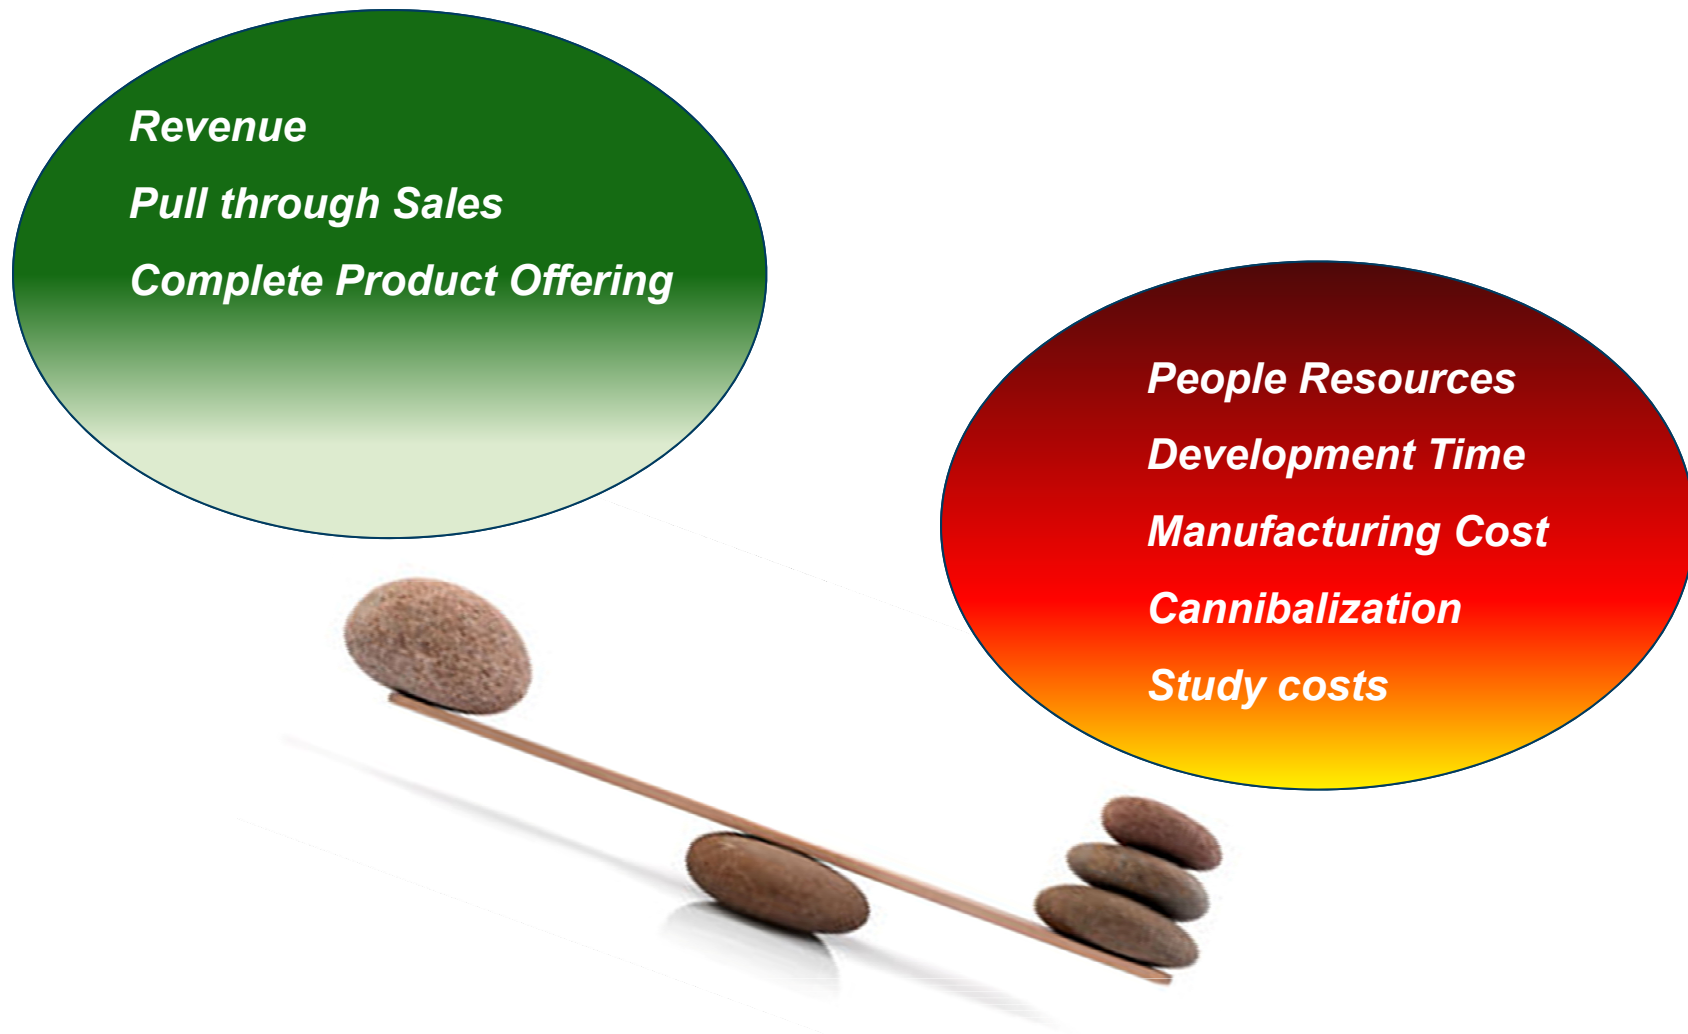 Revenue
Pull through Sales
Complete Product Offering
People Resources
Development Time
Manufacturing Cost
Cannibalization
Study costs